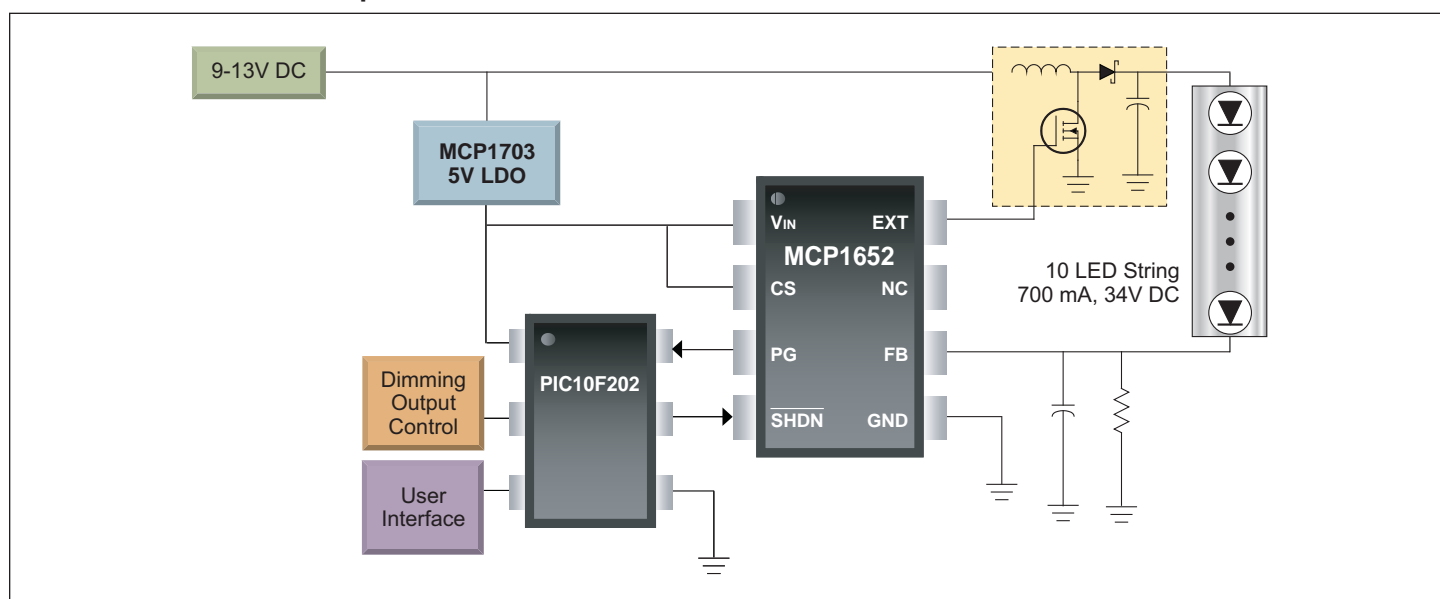 9-13V DC
MCP1703
5V LDO
VIN
EXT
MCP1652
CS
NC
PG
FB
SHDN
GND
10 LED String
700 mA, 34V DC
PIC10F202
Dimming
Output
Control
User
Interface